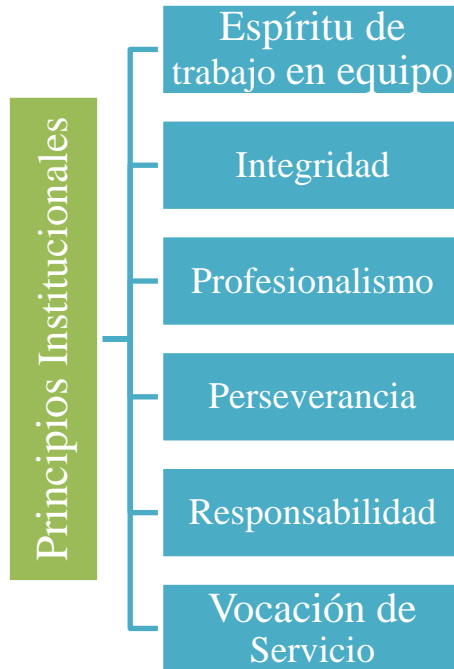 Principios Institucionales
Espíritu de
trabajo en equipo
Integridad
Profesionalismo
Perseverancia
Responsabilidad
Vocación de
Servicio